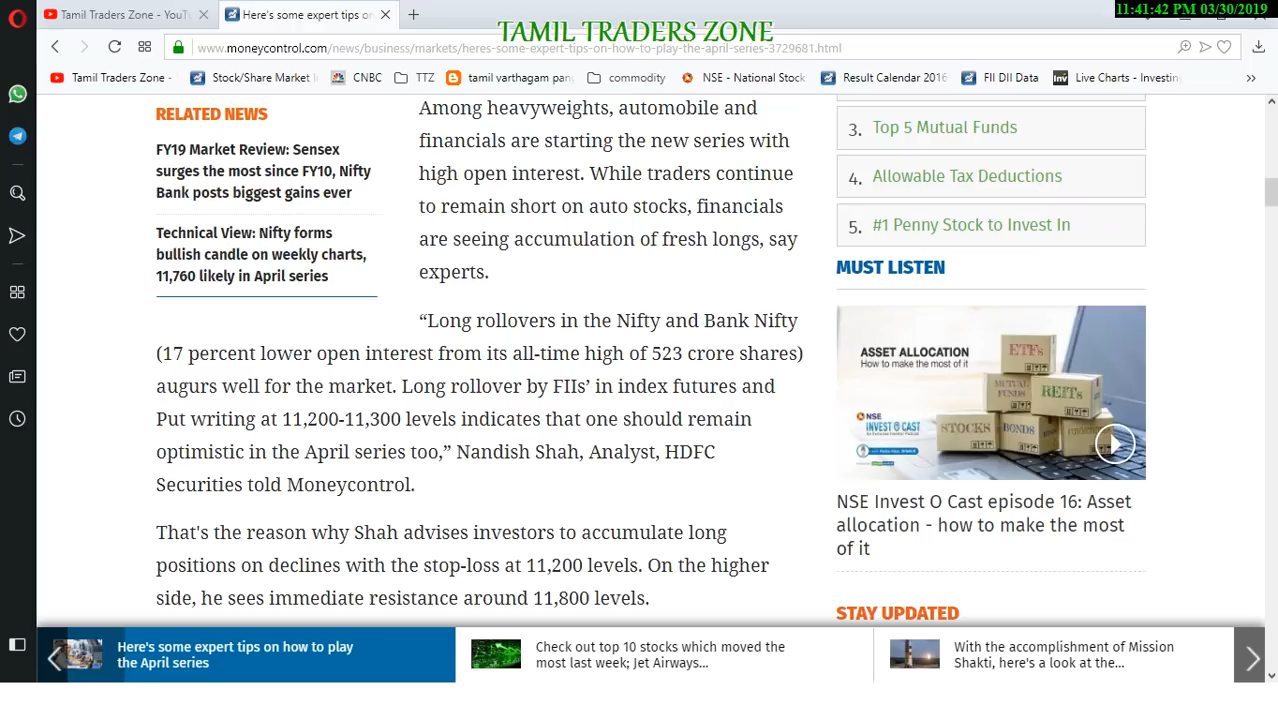 11:41:42 PM 03/30/2019
Tamil Traders Zone - YouTu
Here's some expert tips on
TAMIL TRADERS ZONE
www.moneycontrol.com/news/business/markets/heres-some-expert-tips-on-how-to-play-the-april-series-3729681.html
Tamil Traders Zone -
Stock/Share Market I
CNBC
TTZ
tamil varthagam pan
commodity
NSE - National Stock
Result Calendar 2016
FII DII Data
Live Charts - Investin
RELATED NEWS
FY19 Market Review: Sensex
surges the most since FY10, Nifty
Bank posts biggest gains ever
Technical View: Nifty forms
bullish candle on weekly charts,
11,760 likely in April series
Among heavyweights, automobile and
financials are starting the new series with
high open interest. While traders continue
to remain short on auto stocks, financials
are seeing accumulation of fresh longs, say
experts.
“Long rollovers in the Nifty and Bank Nifty
(17 percent lower open interest from its all-time high of 523 crore shares)
augurs well for the market. Long rollover by FIIs’ in index futures and
Put writing at 11,200-11,300 levels indicates that one should remain
optimistic in the April series too,” Nandish Shah, Analyst, HDFC
Securities told Moneycontrol.
That's the reason why Shah advises investors to accumulate long
positions on declines with the stop-loss at 11,200 levels. On the higher
side, he sees immediate resistance around 11,800 levels.
3. Top 5 Mutual Funds
4. Allowable Tax Deductions
5. #1 Penny Stock to Invest In
MUST LISTEN
ASSET ALLOCATION
How to make the most of it
ETFs
MUTUAL FUNDS
REITs
STOCKS
BONDS
NSE
INVEST O CAST
NSE Invest O Cast episode 16: Asset
allocation - how to make the most
of it
STAY UPDATED
Here's some expert tips on how to play
the April series
Check out top 10 stocks which moved the
most last week; Jet Airways...
With the accomplishment of Mission
Shakti, here's a look at the...